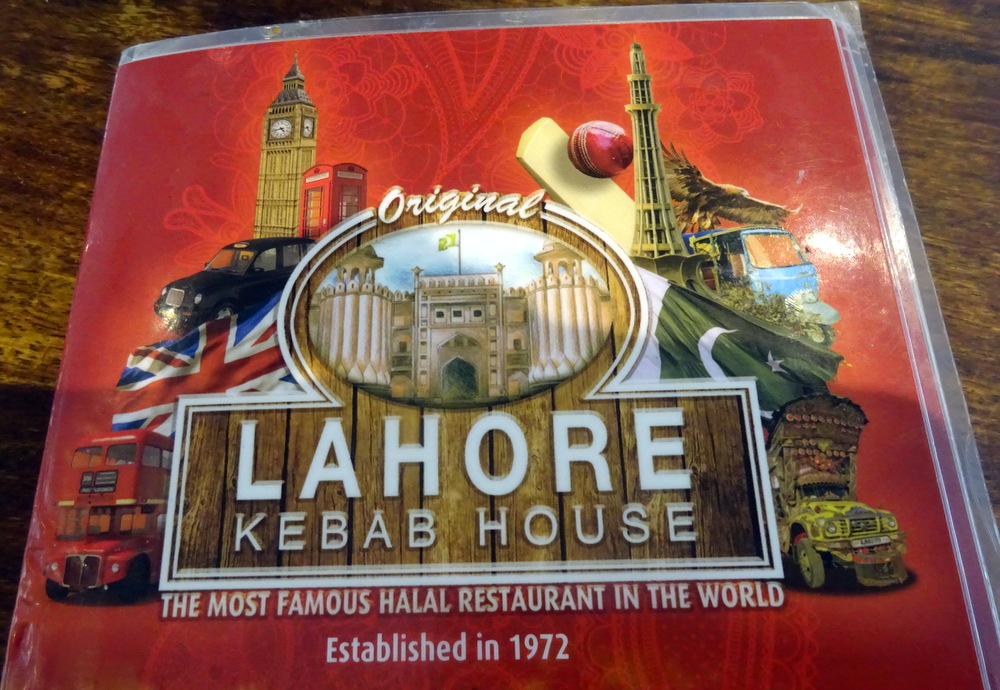 Original
LAHORE
KEBAB HOUSE
THE MOST FAMOUS HALAL RESTAURANT IN THE WORLD
Established in 1972